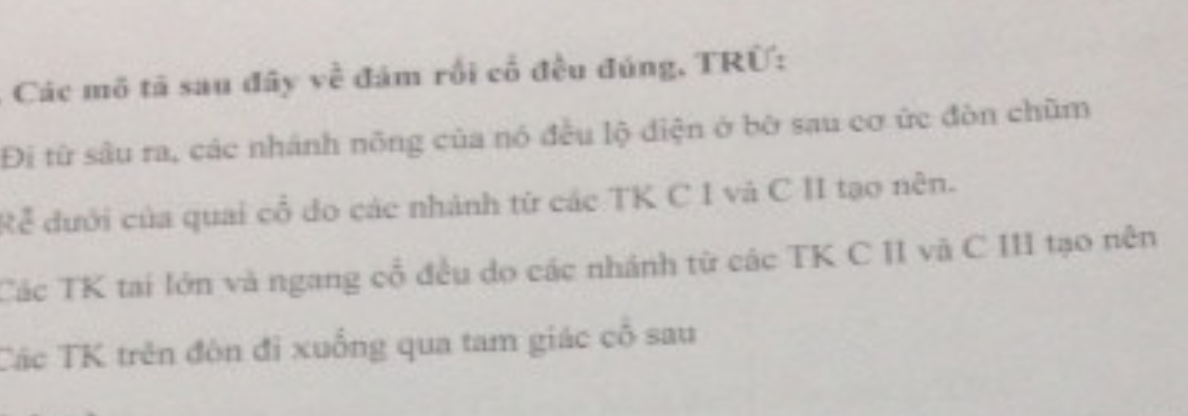 Các mô tả sau đây về đám rối cổ đều đúng, TRỪ:
Đi từ sâu ra, các nhánh nông của nó đều lộ diện ở bờ sau cơ ức đòn chũm
Rễ dưới của quai cổ do các nhánh từ các TK C I và C II tạo nên.
Các TK tai lớn và ngang cổ đều do các nhánh từ các TK C II và C III tạo nên
Các TK trên đòn đi xuống qua tam giác cổ sau